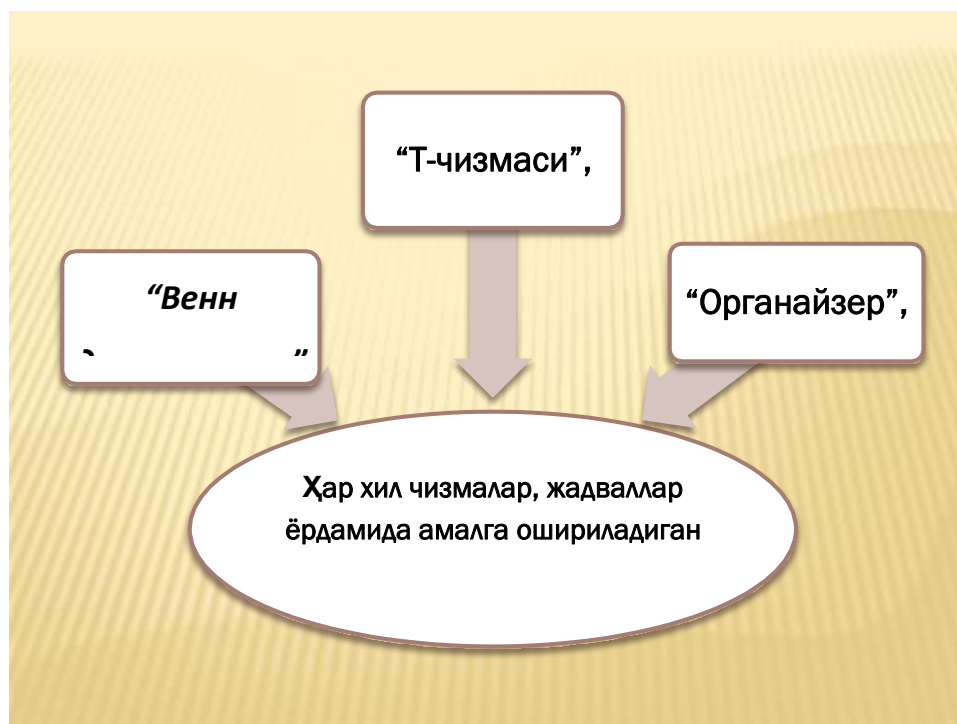 “Т-чизмаси”,
“Венн
“Органайзер”,
Ҳар хил чизмалар, жадваллар
ёрдамида амалга ошириладиган